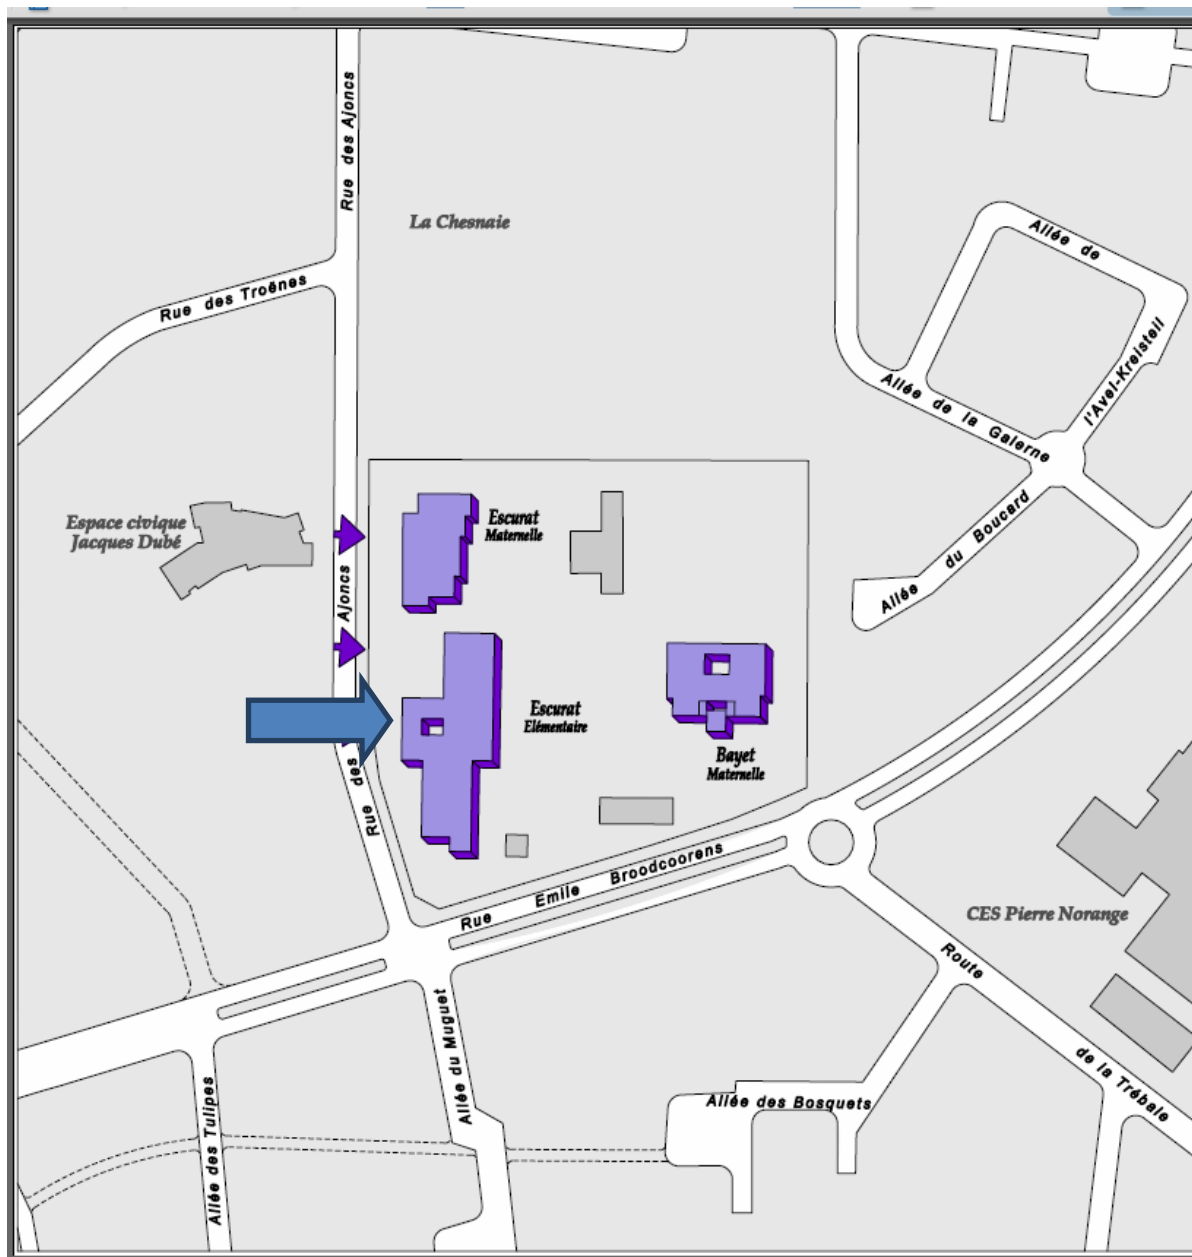 Rue des Ajoncs
La Chesnaie
Allée de
l'Avel-Kreisteil
Rue des Troënes
Allée de la Galerne
Espace civique
Jacques Dubé
Escurat
Maternelle
Allée du Boucard
Rue des Ajoncs
Escurat
Elémentaire
Bayet
Maternelle
Rue Emile Broodcoorens
CES Pierre Norange
Route
de la Trébale
Allée du Muguet
Allée des Tulipes
Allée des Bosquets